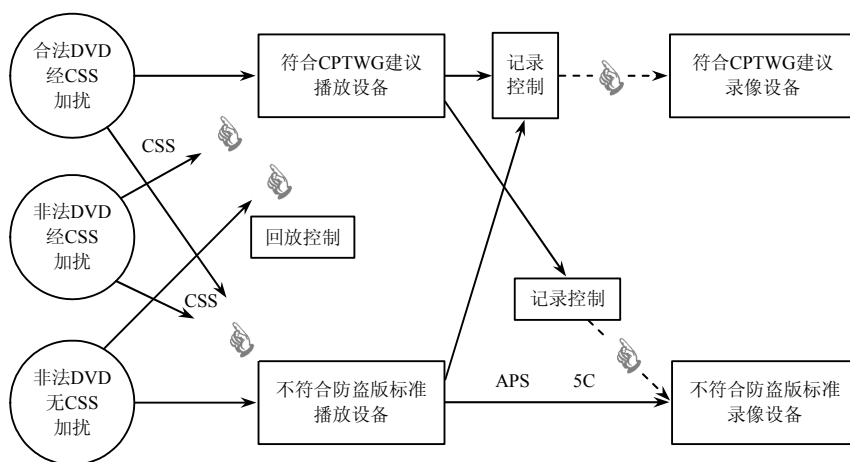 合法DVD
经CSS
加扰
符合CPTWG建议
播放设备
记录
控制
符合CPTWG建议
录像设备
CSS
非法DVD
经CSS
加扰
回放控制
CSS
记录控制
非法DVD
无CSS
加扰
不符合防盗版标准
播放设备
APS
5C
不符合防盗版标准
录像设备